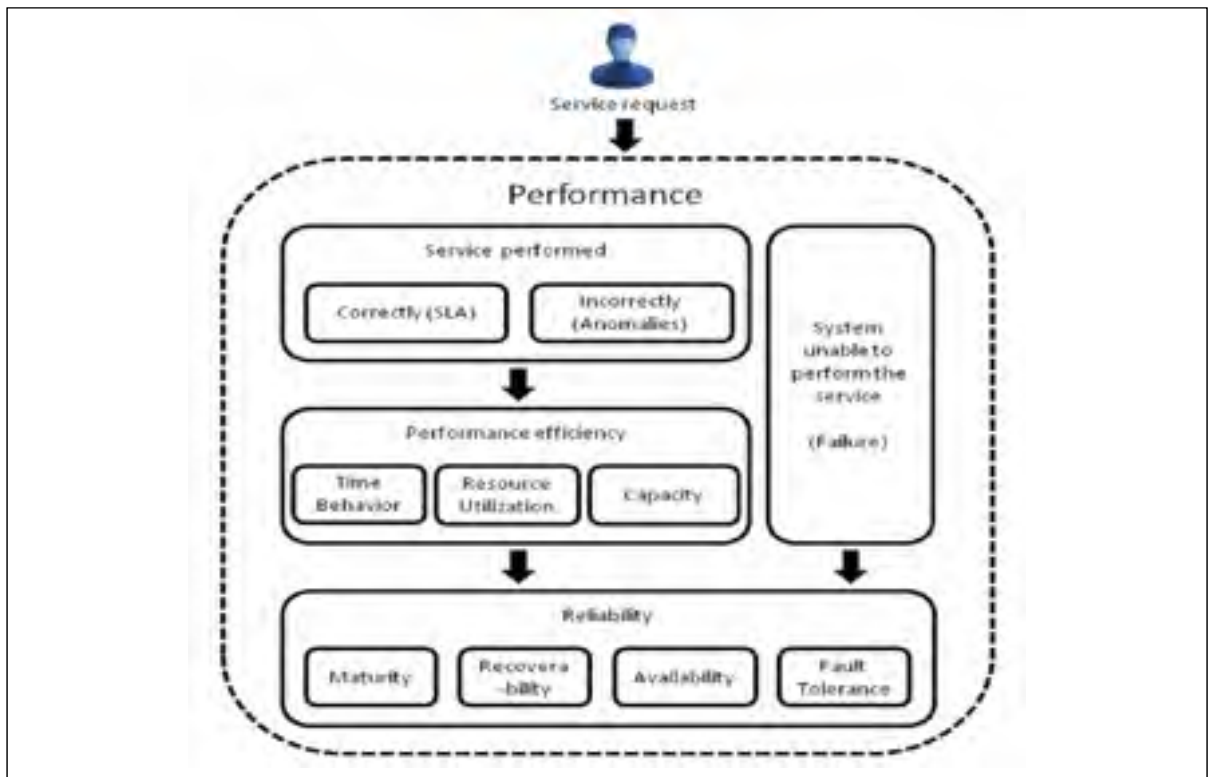 Service request
Performance
Service performed
Correctly (SLA)
Incorrectly
(Anomalies)
System
unable to
perform the
service
(Failure)
Performance efficiency
Time
Behavior
Resource
Utilization
Capacity
Reliability
Maturity
Recovera
-bility
Availability
Fault
Tolerance